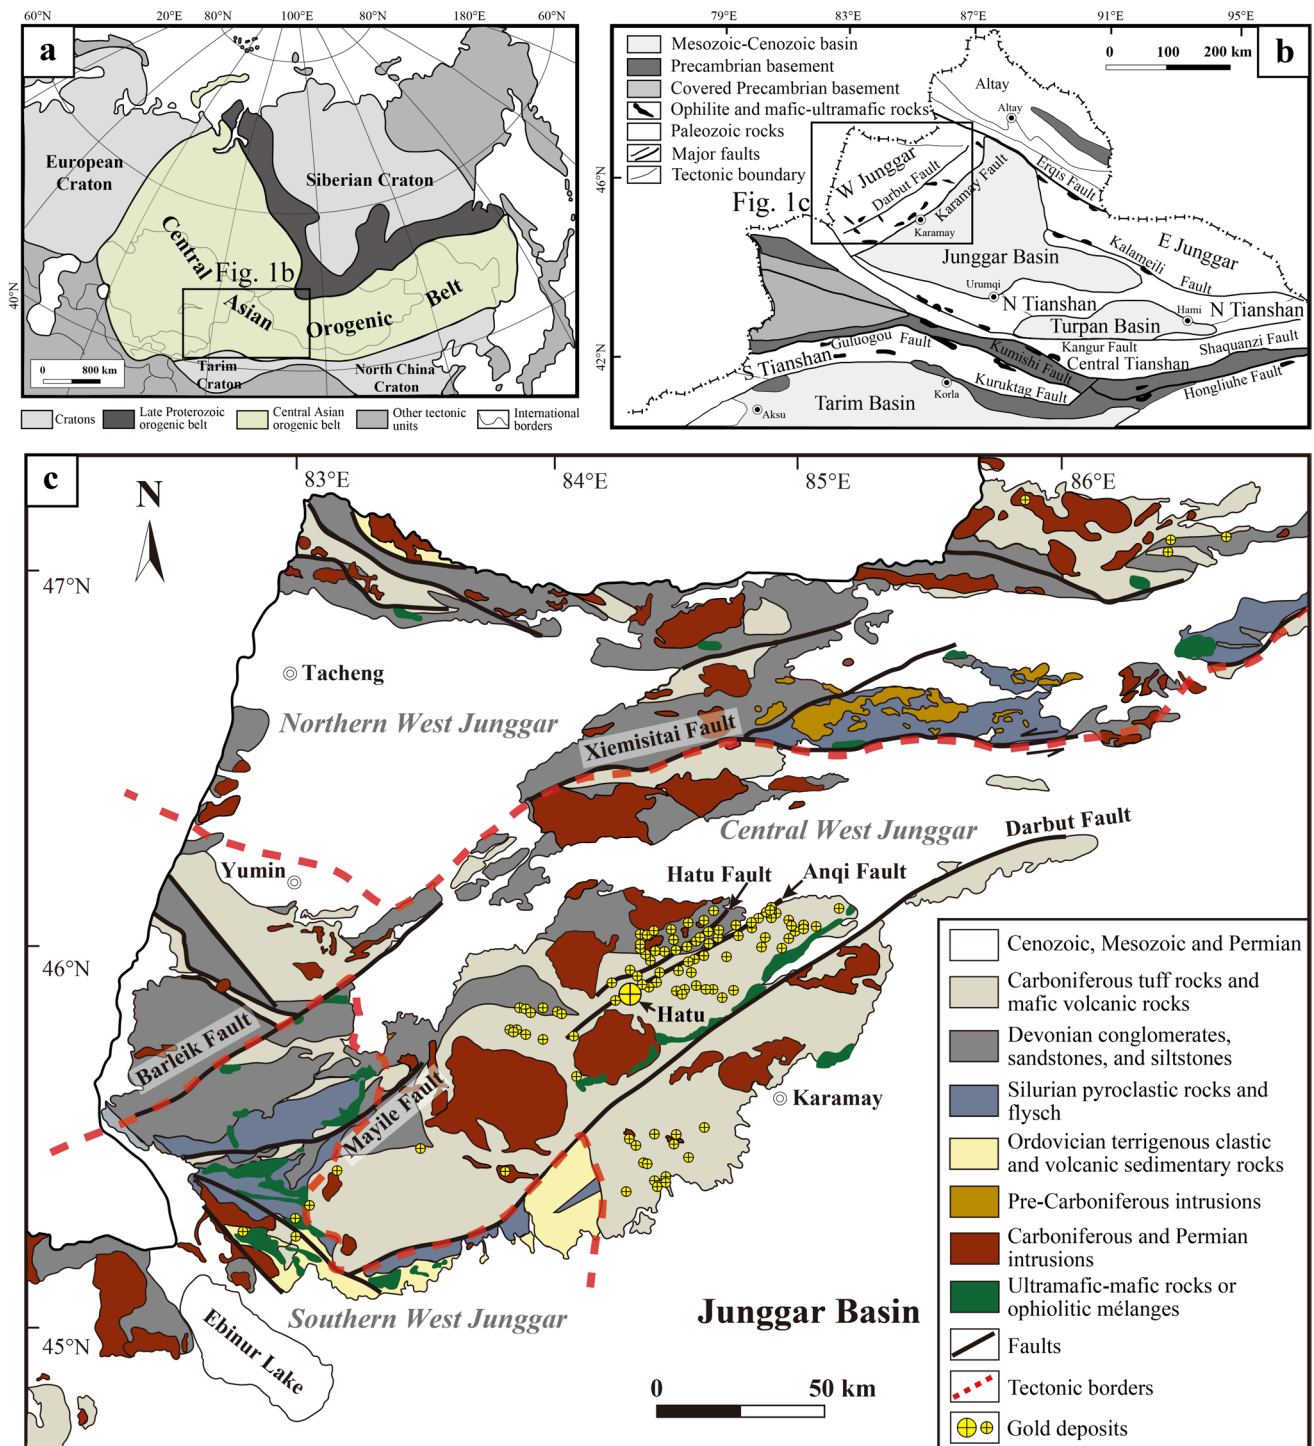 60°N 20°E 80°N 100°E 80°N 180°E 60°N
a
European
Craton
Siberian Craton
Central
Fig. 1b
Asian
Orogenic
Belt
40°N
0 800 km
Tarim
Craton
North China
Craton
Cratons
Late Proterozoic
orogenic belt
Central Asian
orogenic belt
Other tectonic
units
International
borders
79°E 83°E 87°E 91°E 95°E
b
Mesozoic-Cenozoic basin
Precambrian basement
Covered Precambrian basement
Ophilite and mafic-ultramafic rocks
Paleozoic rocks
Major faults
Tectonic boundary
0 100 200 km
46°N
42°N
Altay
Altay
Erqis Fault
W Junggar
Darbut Fault
Karamay Fault
Karamay
Fig. 1c
Junggar Basin
E Junggar
Kalameili
Fault
Urumqi
N Tianshan
Hami
N Tianshan
Turpan Basin
Guluogou Fault
Kangur Fault
Shaquanzi Fault
S Tianshan
Kumishi Fault
Central Tianshan
Kuruktag Fault
Hongliuhe Fault
Korla
Tarim Basin
Aksu
c
83°E 84°E 85°E 86°E
N
47°N
46°N
45°N
Tacheng
Northern West Junggar
Xiemisitai Fault
Central West Junggar
Darbut Fault
Yumin
Hatu Fault
Anqi Fault
Hatu
Barleik Fault
Mayile Fault
Karamay
Southern West Junggar
Junggar Basin
Ebinur Lake
0 50 km
Cenozoic, Mesozoic and Permian
Carboniferous tuff rocks and
mafic volcanic rocks
Devonian conglomerates,
sandstones, and siltstones
Silurian pyroclastic rocks and
flysch
Ordovician terrigenous clastic
and volcanic sedimentary rocks
Pre-Carboniferous intrusions
Carboniferous and Permian
intrusions
Ultramafic-mafic rocks or
ophiolitic mélanges
Faults
Tectonic borders
Gold deposits